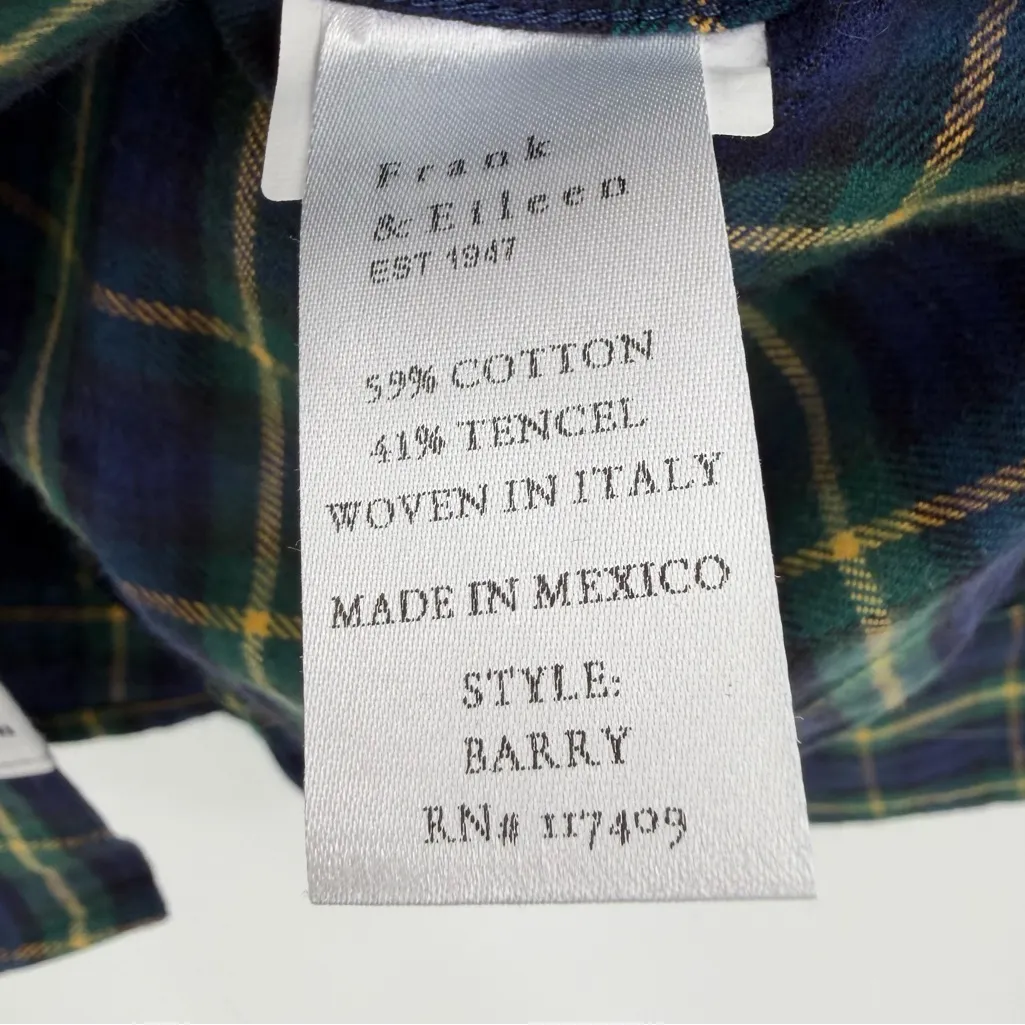 Frank
& Eileen
EST 1947
59% COTTON
41% TENCEL
WOVEN IN ITALY
MADE IN MEXICO
STYLE:
BARRY
RN# 117409